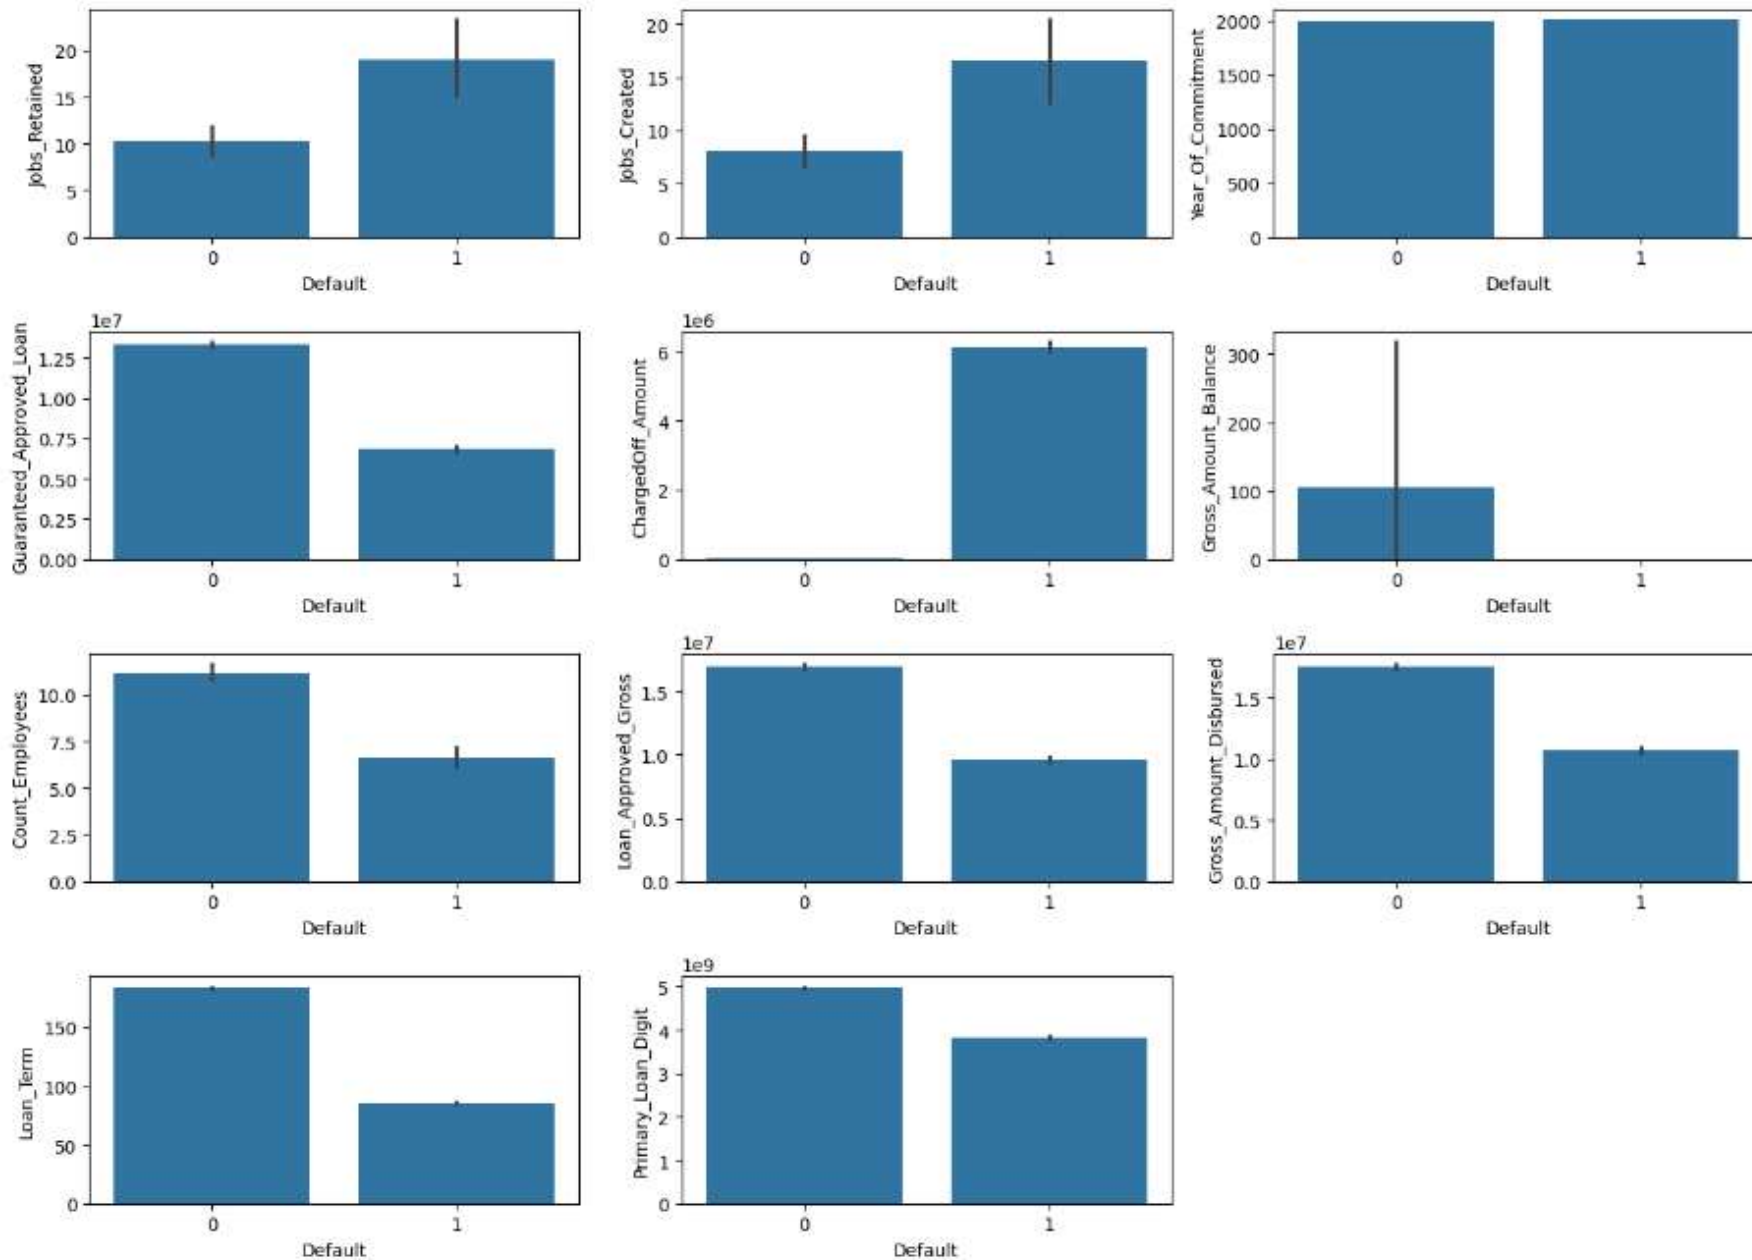 Jobs_Retained
20
15
10
5
0
0 1
Default
Jobs_Created
20
15
10
5
0
0 1
Default
Year_Of_Commitment
2000
1500
1000
500
0
0 1
Default
Guaranteed_Approved_Loan
1e7
1.25
1.00
0.75
0.50
0.25
0.00
0 1
Default
ChargedOff_Amount
1e6
6
4
2
0
0 1
Default
Gross_Amount_Balance
300
200
100
0
0 1
Default
Count_Employees
10.0
7.5
5.0
2.5
0.0
0 1
Default
Loan_Approved_Gross
1e7
1.5
1.0
0.5
0.0
0 1
Default
Gross_Amount_Disbursed
1e7
1.5
1.0
0.5
0.0
0 1
Default
Loan_Term
150
100
50
0
0 1
Default
Primary_Loan_Digit
1e9
5
4
3
2
1
0
0 1
Default